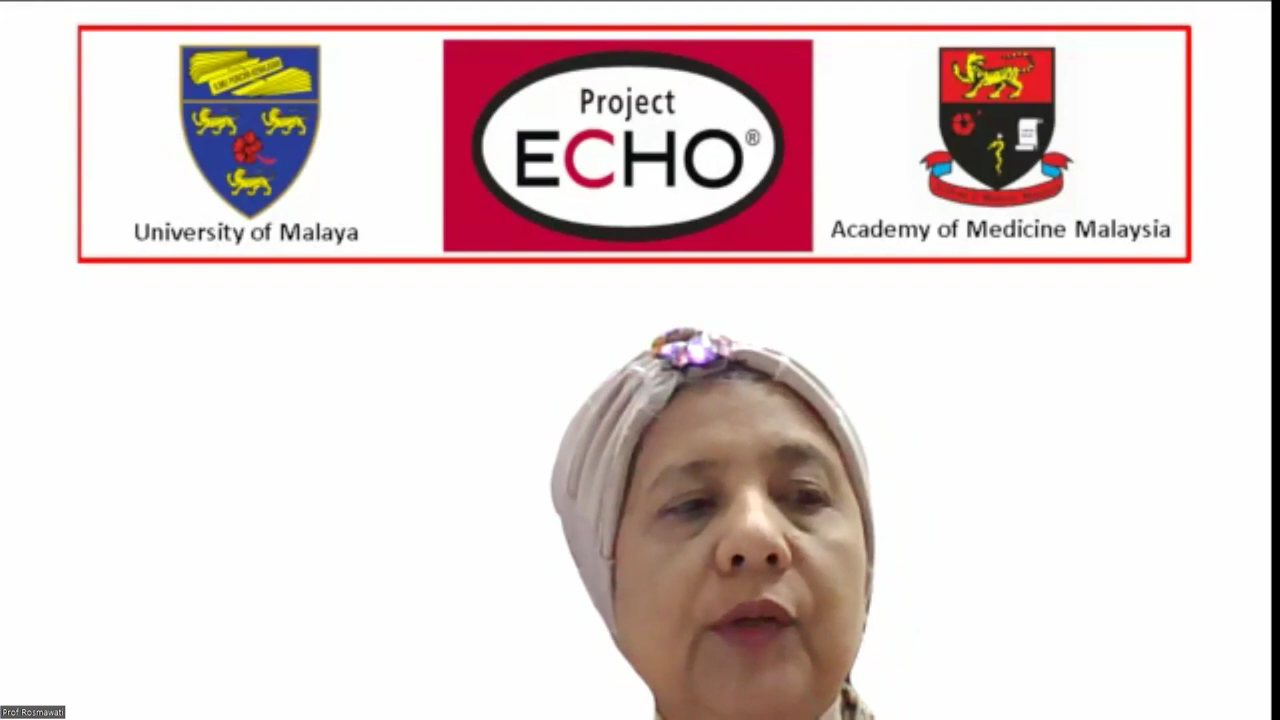 Project
ECHO®
University of Malaya
Academy of Medicine Malaysia
Prof Rosmawati